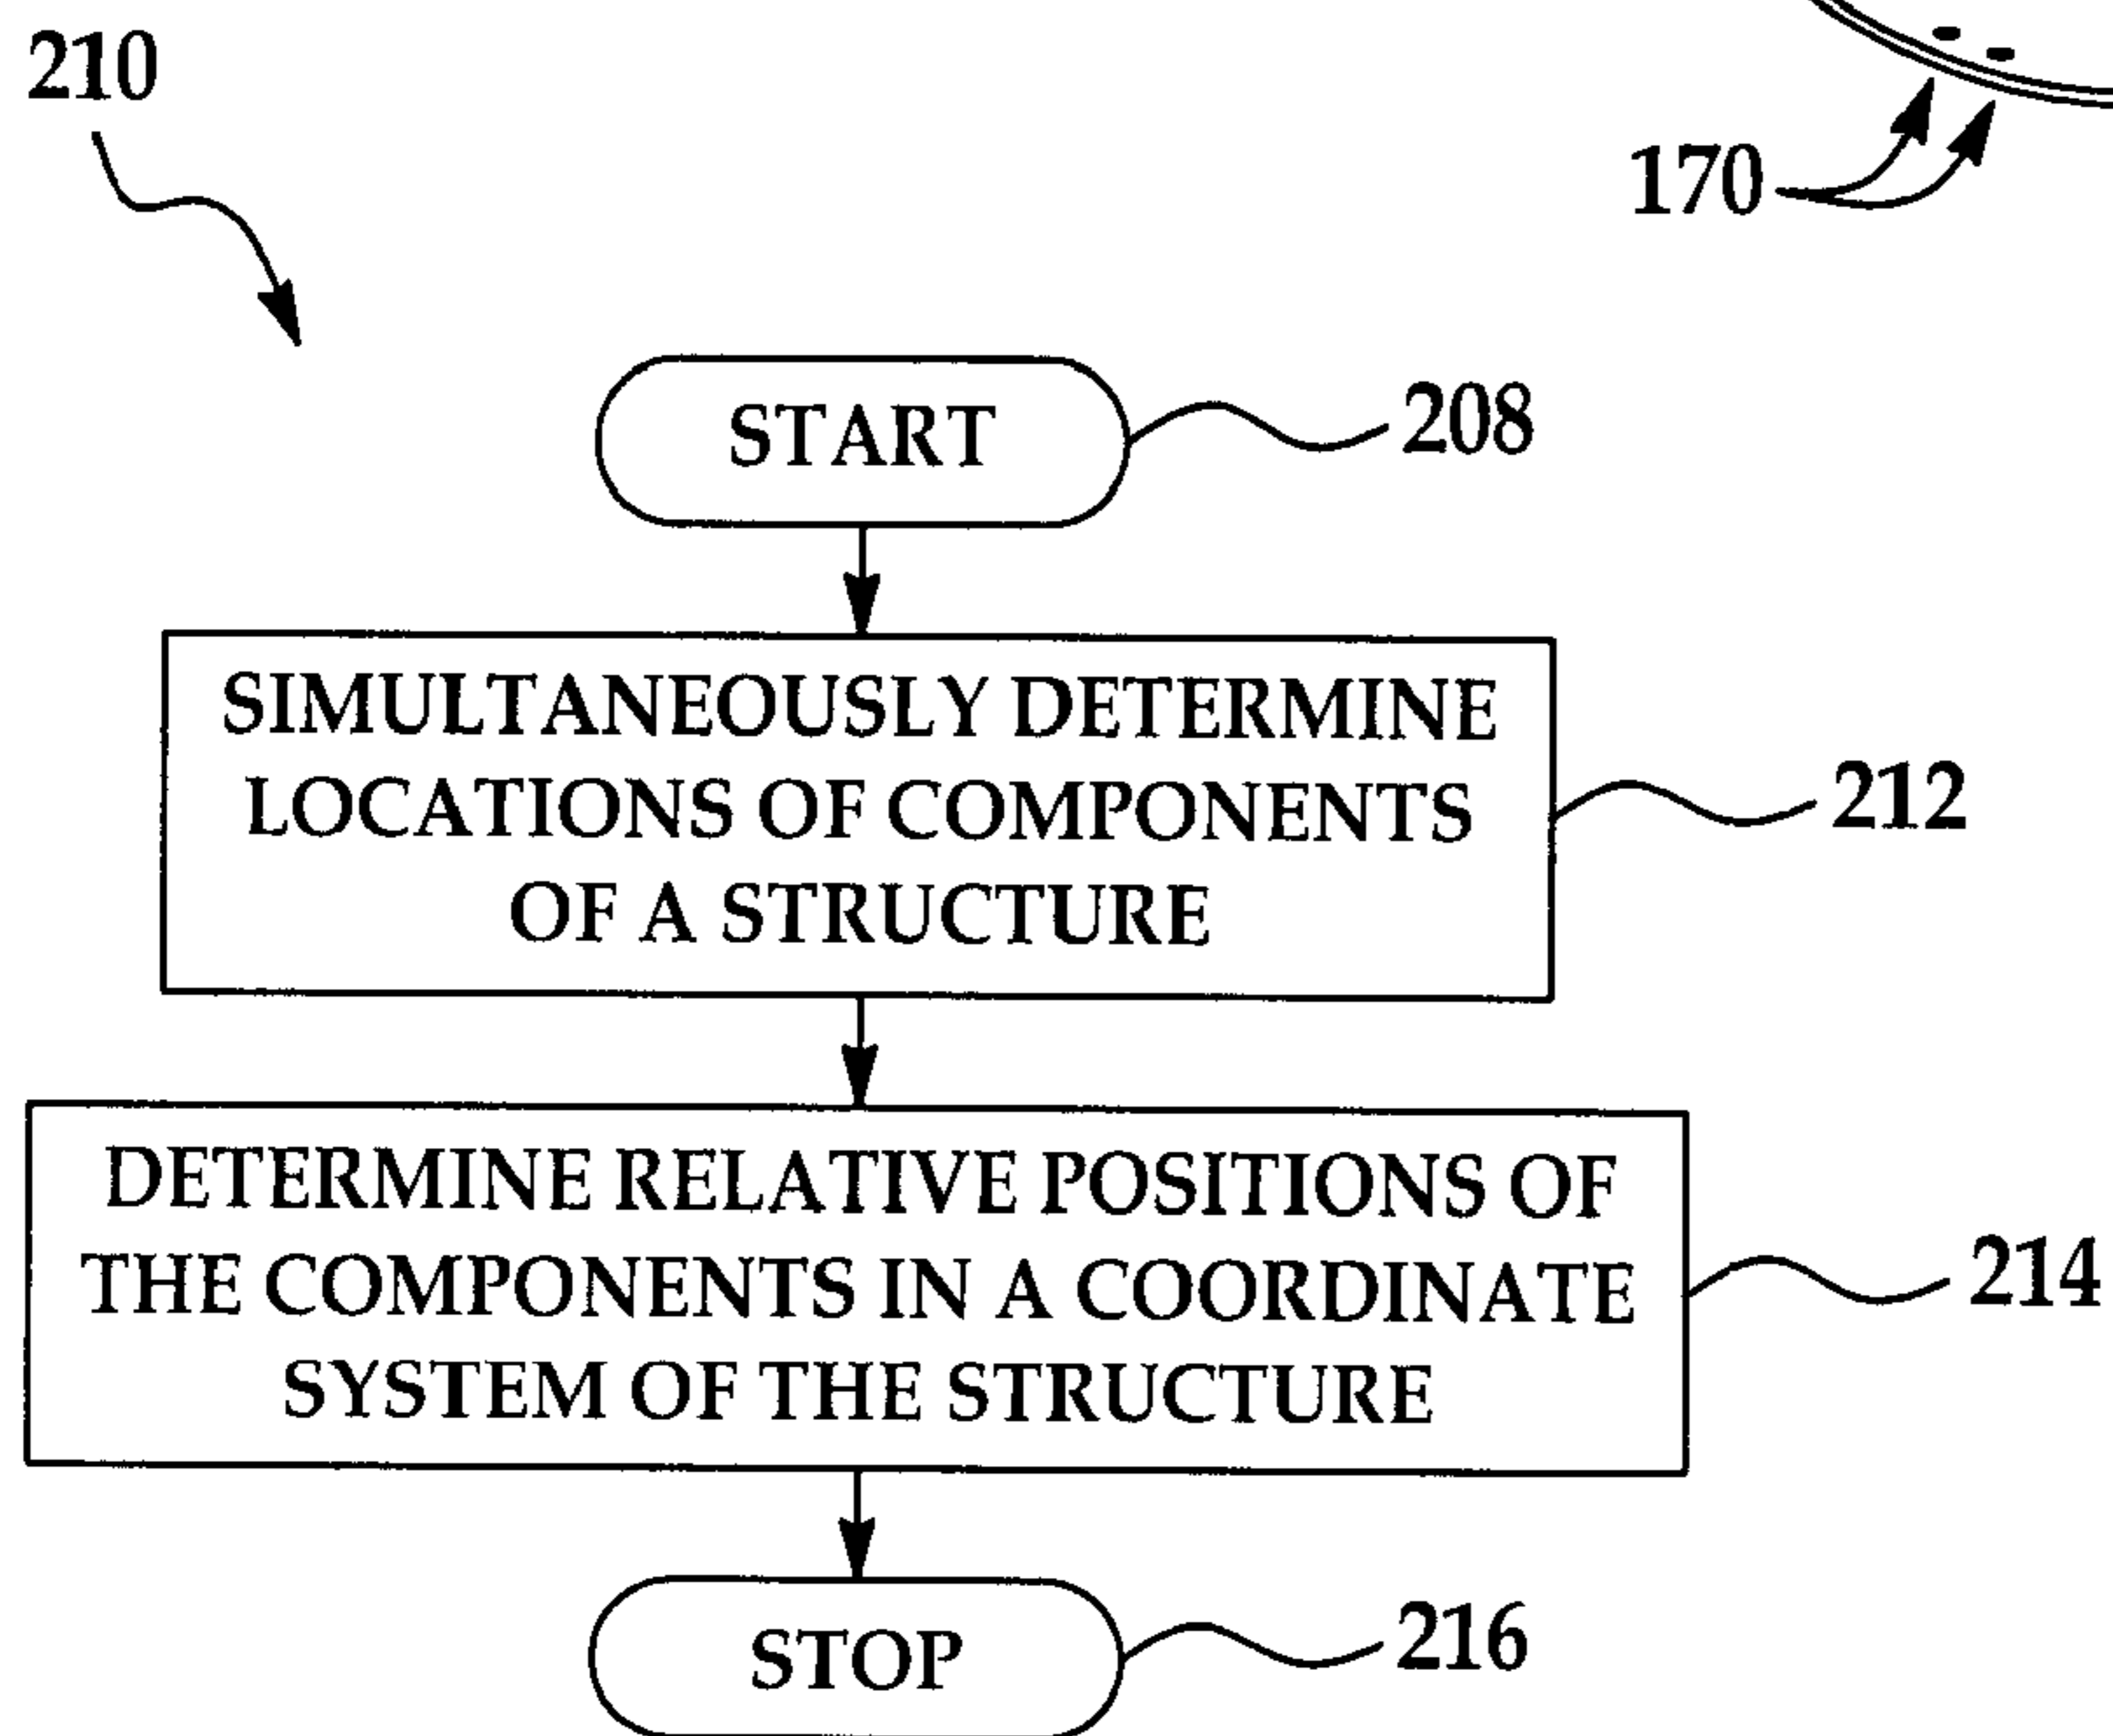 210
170
START
208
SIMULTANEOUSLY DETERMINE
LOCATIONS OF COMPONENTS
OF A STRUCTURE
212
DETERMINE RELATIVE POSITIONS OF
THE COMPONENTS IN A COORDINATE
SYSTEM OF THE STRUCTURE
214
STOP
216